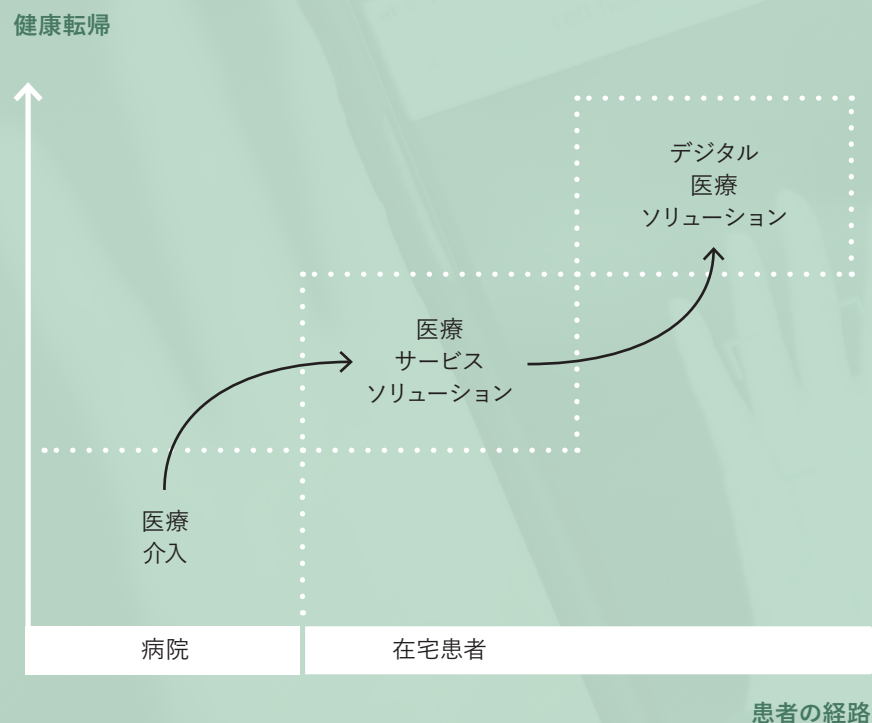 健康転帰
デジタル
医療
ソリューション
医療
サービス
ソリューション
医療
介入
病院
在宅患者
患者の経路